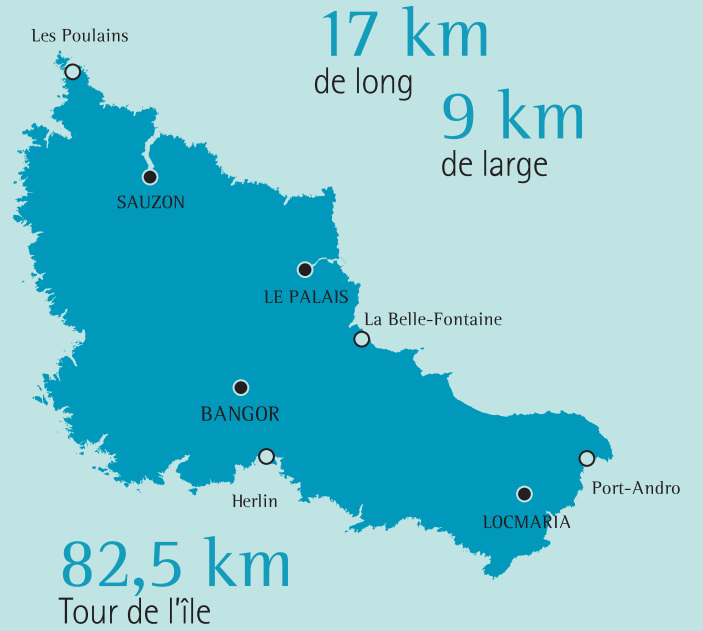 17 km
de long
Les Poulains
9 km
de large
SAUZON
LE PALAIS
La Belle-Fontaine
BANGOR
Herlin
Port-Andro
LOCMARIA
82,5 km
Tour de l'île